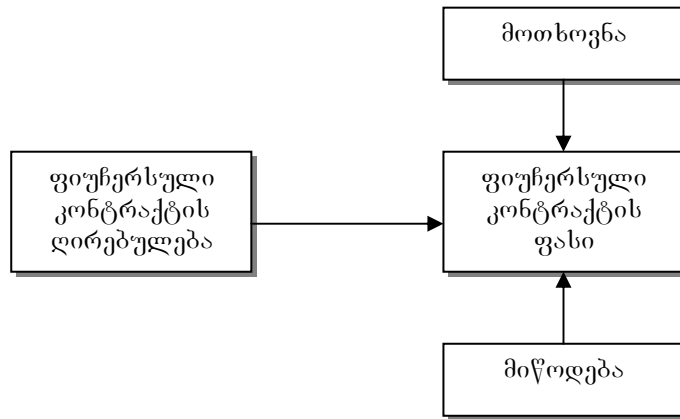 მოთხოვნა
ფიუჩერსული
კონტრაქტის
ღირებულება
ფიუჩერსული
კონტრაქტის
ფასი
მიწოდება